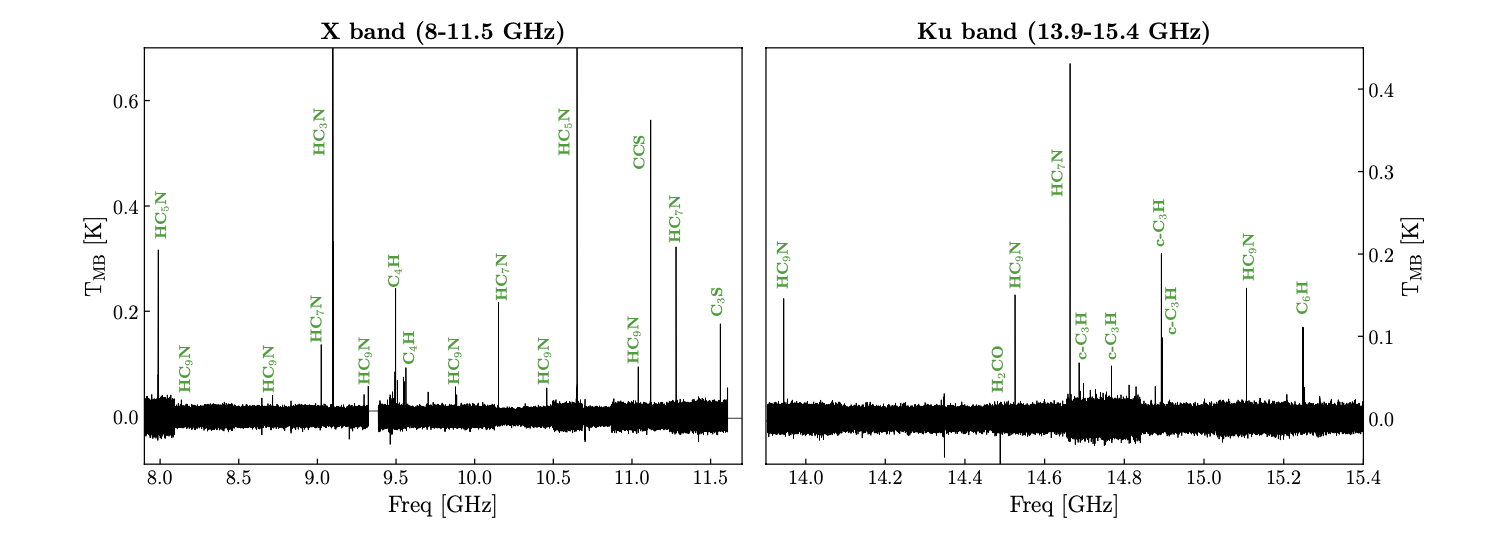 X band (8-11.5 GHz)
Ku band (13.9-15.4 GHz)
T_MB [K]
0.6
0.4
0.2
0.0
HC₅N
HC₉N
HC₉N
HC₇N
HC₃N
HC₉N
C₄H
C₄H
HC₉N
HC₇N
HC₉N
HC₅N
HC₉N
CCS
HC₇N
C₃S
8.0 8.5 9.0 9.5 10.0 10.5 11.0 11.5
Freq [GHz]
HC₉N
H₂CO
HC₉N
HC₇N
c-C₃H
c-C₃H
c-C₃H
c-C₃H
HC₉N
C₆H
0.4
0.3
0.2
0.1
0.0
T_MB [K]
14.0 14.2 14.4 14.6 14.8 15.0 15.2 15.4
Freq [GHz]